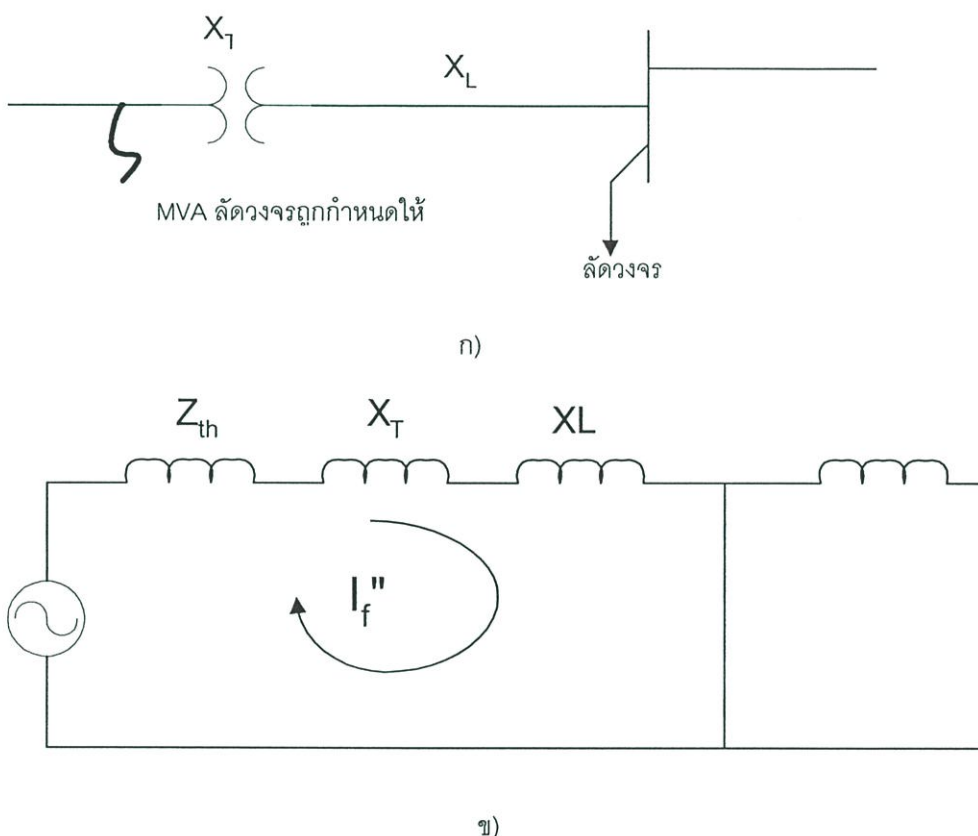 X_T
X_L
MVA ลัดวงจรถูกกำหนดให้
ลัดวงจร
ก)
Z_th
X_T
XL
I_f"
ข)